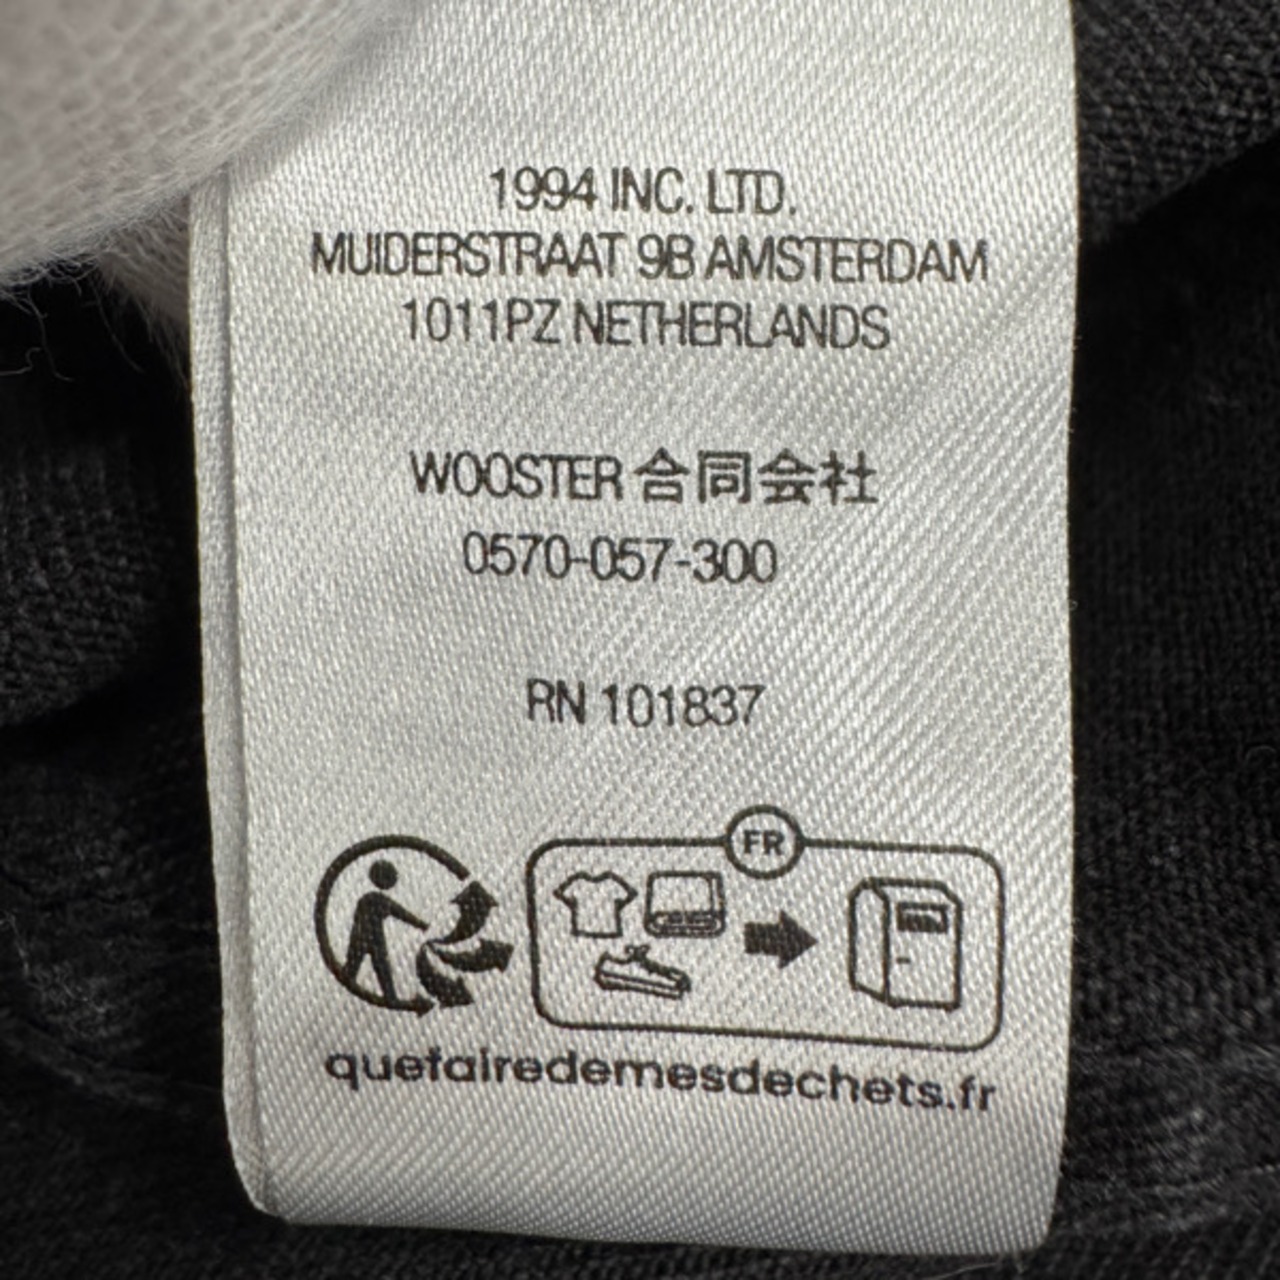 1994 INC. LTD.
MUIDERSTRAAT 9B AMSTERDAM
1011PZ NETHERLANDS
WOOSTER 合同会社
0570-057-300
RN 101837
FR
quefairedemesdechets.fr